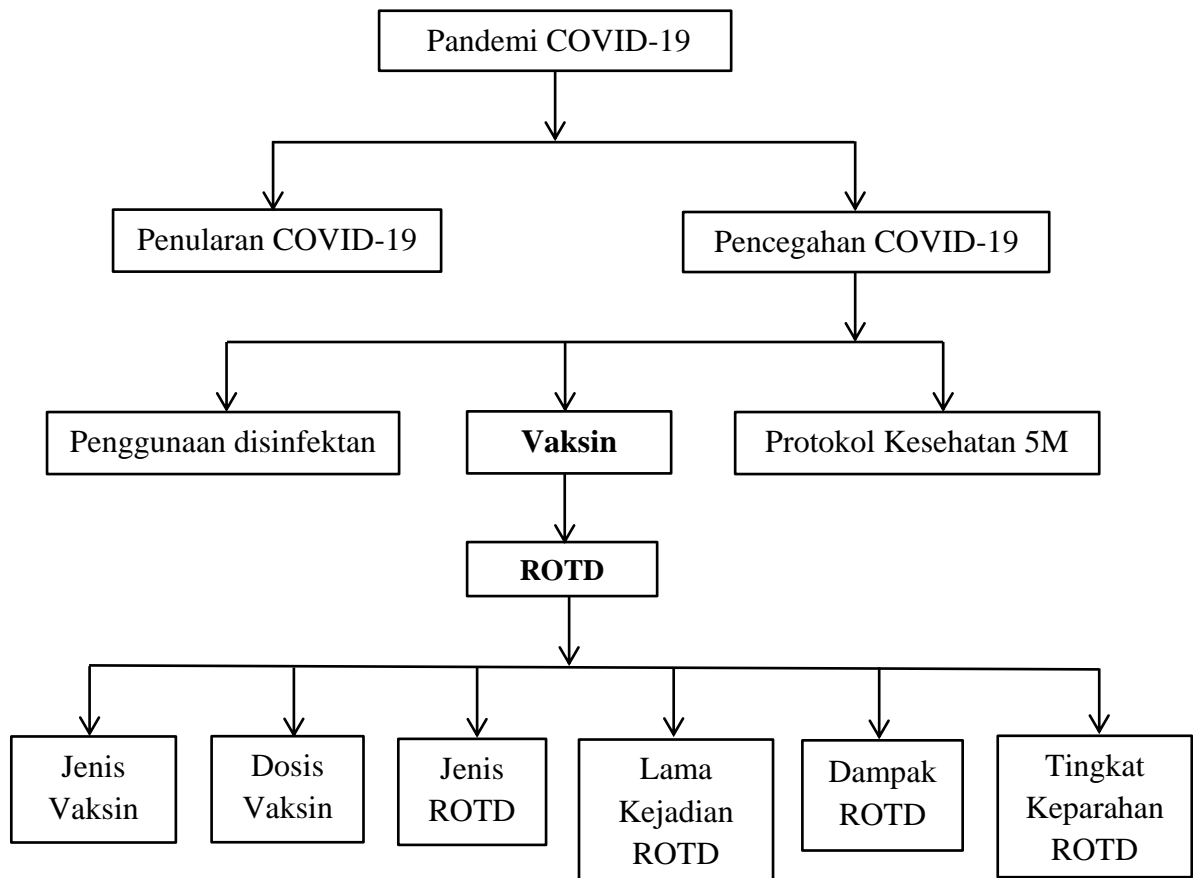 Pandemi COVID-19
Penularan COVID-19
Pencegahan COVID-19
Penggunaan disinfektan
Vaksin
Protokol Kesehatan 5M
ROTD
Jenis
Vaksin
Dosis
Vaksin
Jenis
ROTD
Lama
Kejadian
ROTD
Dampak
ROTD
Tingkat
Keparahan
ROTD